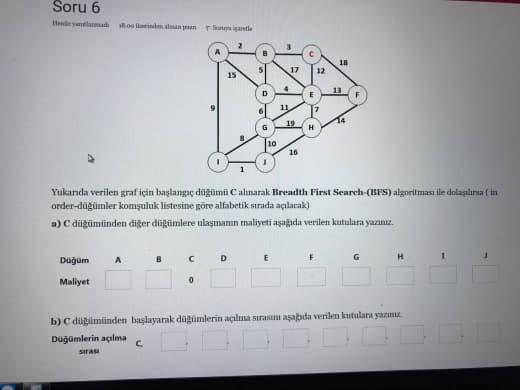 Soru 6
Henüz yanıtlanmadı 18.00 üzerinden alınan puan Soruyu işaretle
2 3
A B C
18
5 17 12
15
4 13
D E F
9 6 11 7
19 14
G H
8 10
16
I J
1
Yukarıda verilen graf için başlangıç düğümü C alınarak Breadth First Search-(BFS) algoritması ile dolaşılırsa ( in
order-düğümler komşuluk listesine göre alfabetik sırada açılacak)
a) C düğümünden diğer düğümlere ulaşmanın maliyeti aşağıda verilen kutulara yazınız.
Düğüm A B C D E F G H I J
Maliyet 0
b) C düğümünden başlayarak düğümlerin açılma sırasını aşağıda verilen kutulara yazınız.
Düğümlerin açılma
sırası C,